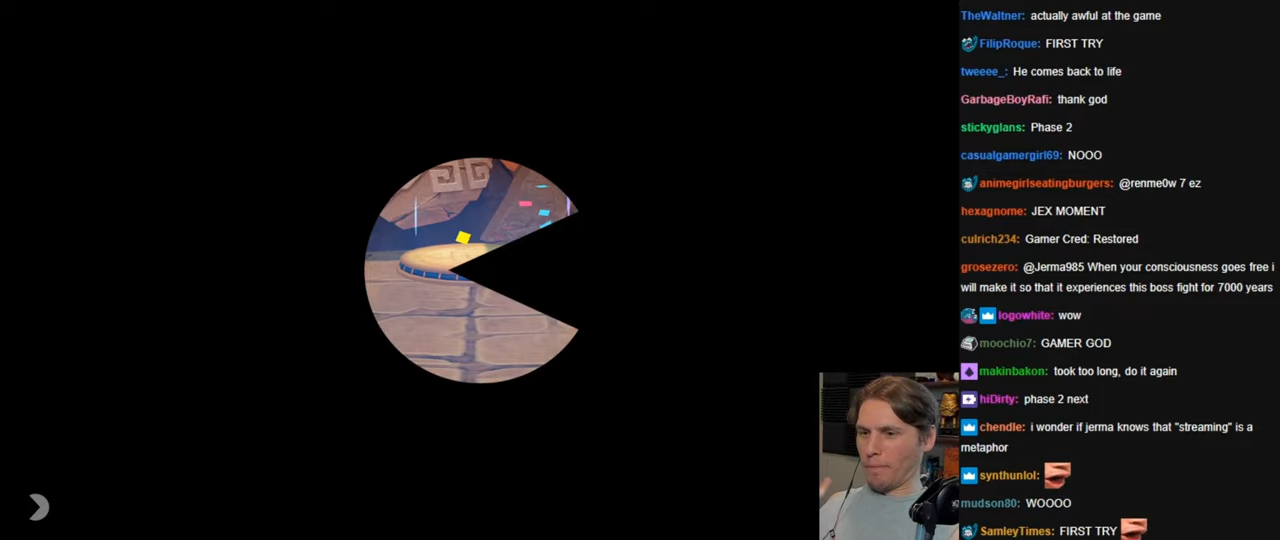 TheWaltner: actually awful at the game
FilipRoque: FIRST TRY
tweeee_: He comes back to life
GarbageBoyRafi: thank god
stickyglans: Phase 2
casualgamergirl69: NOOO
animegirlseatingburgers: @renme0w 7 ez
hexagnome: JEX MOMENT
culrich234: Gamer Cred: Restored
grosezero: @Jerma985 When your consciousness goes free i
will make it so that it experiences this boss fight for 7000 years
logowhite: wow
moochio7: GAMER GOD
makinbakon: took too long, do it again
hiDirty: phase 2 next
chendle: i wonder if jerma knows that "streaming" is a
metaphor
synthunlol:
mudson80: WOOOO
SamleyTimes: FIRST TRY